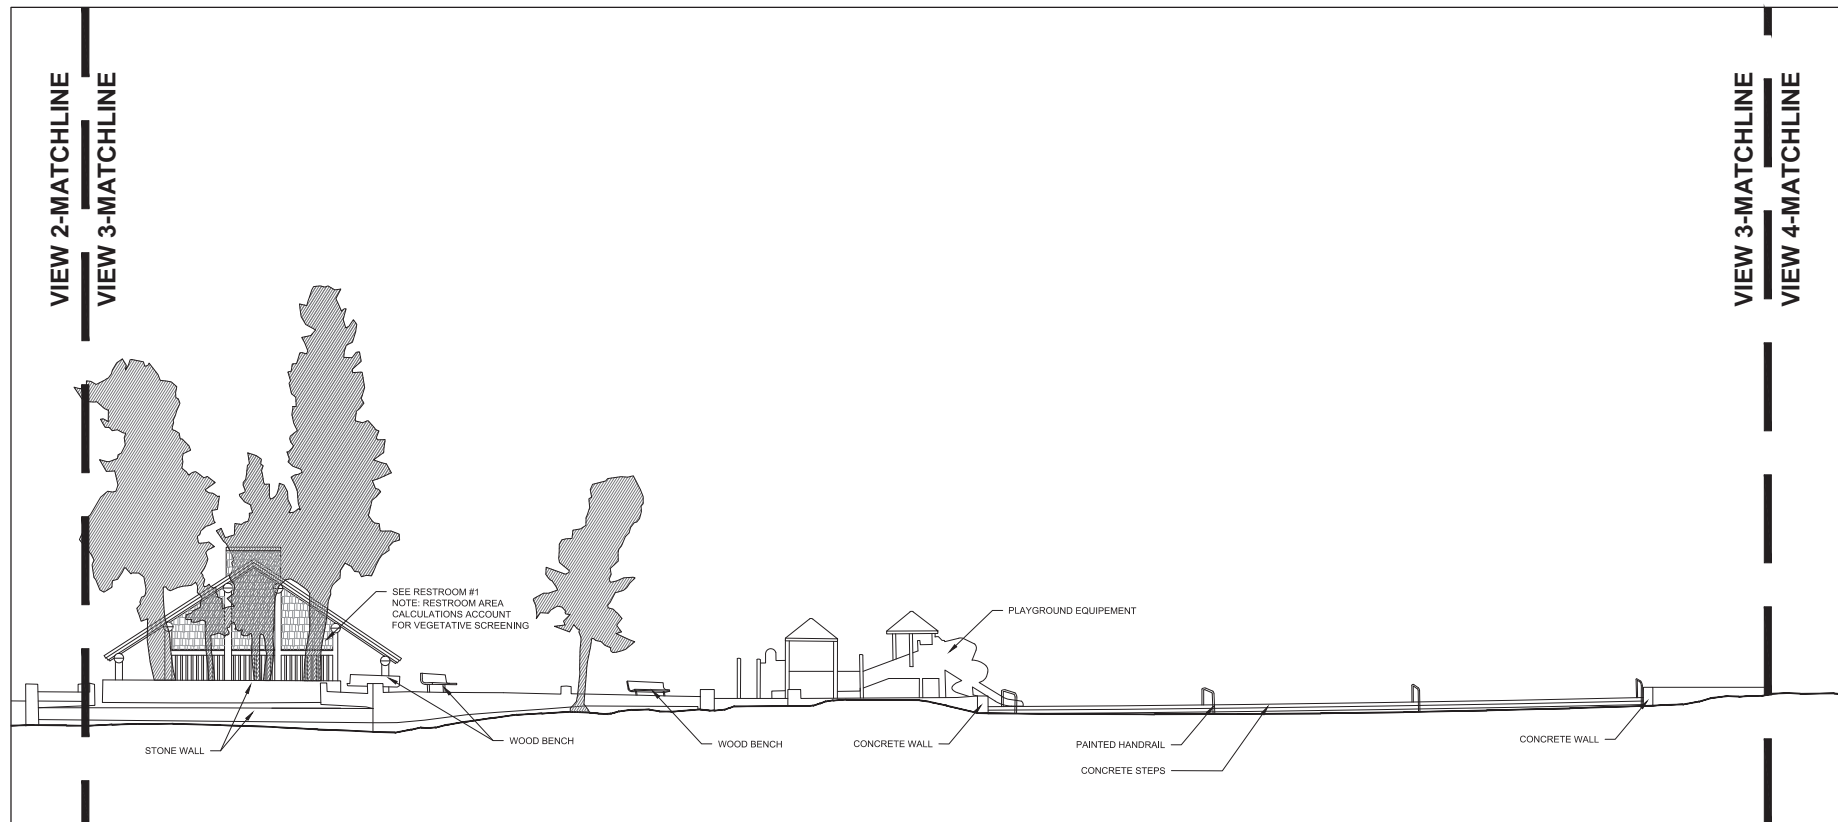 VIEW 2-MATCHLINE
VIEW 3-MATCHLINE
VIEW 3-MATCHLINE
VIEW 4-MATCHLINE
SEE RESTROOM #1
NOTE: RESTROOM AREA
CALCULATIONS ACCOUNT
FOR VEGETATIVE SCREENING
PLAYGROUND EQUIPEMENT
STONE WALL
WOOD BENCH
WOOD BENCH
CONCRETE WALL
PAINTED HANDRAIL
CONCRETE STEPS
CONCRETE WALL